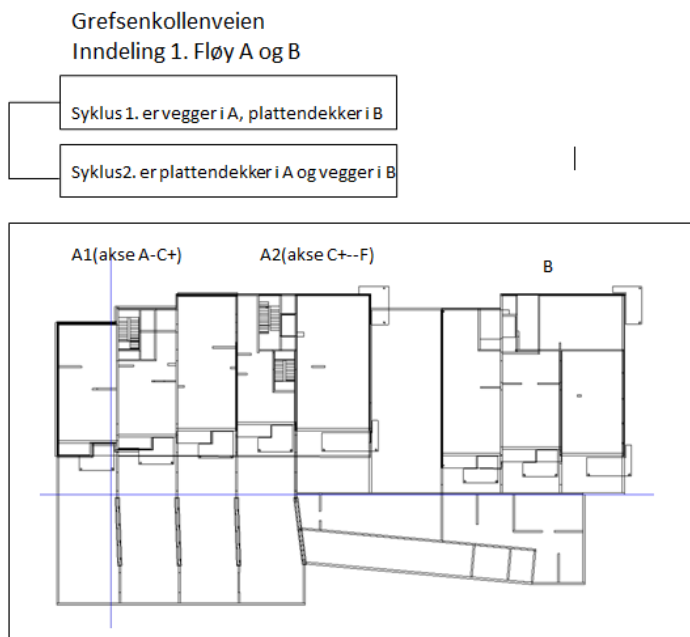 Grefsenkollenveien
Inndeling 1. Fløy A og B
Syklus 1. er vegger i A, plattendekker i B
Syklus2. er plattendekker i A og vegger i B
A1(akse A-C+) A2(akse C+--F) B